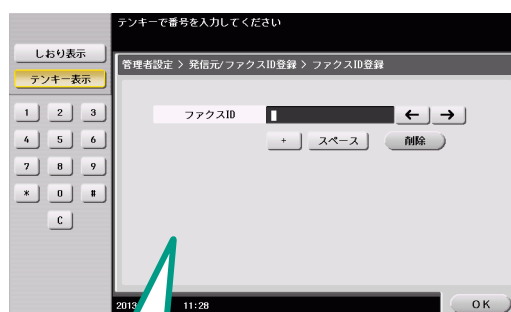 テンキーで番号を入力してください
しおり表示
テンキー表示
管理者設定 > 発信元/ファクスID登録 > ファクスID登録
1 2 3
4 5 6
7 8 9
* 0 #
C
ファクスID
← →
+ スペース 削除
2013 11:28
OK